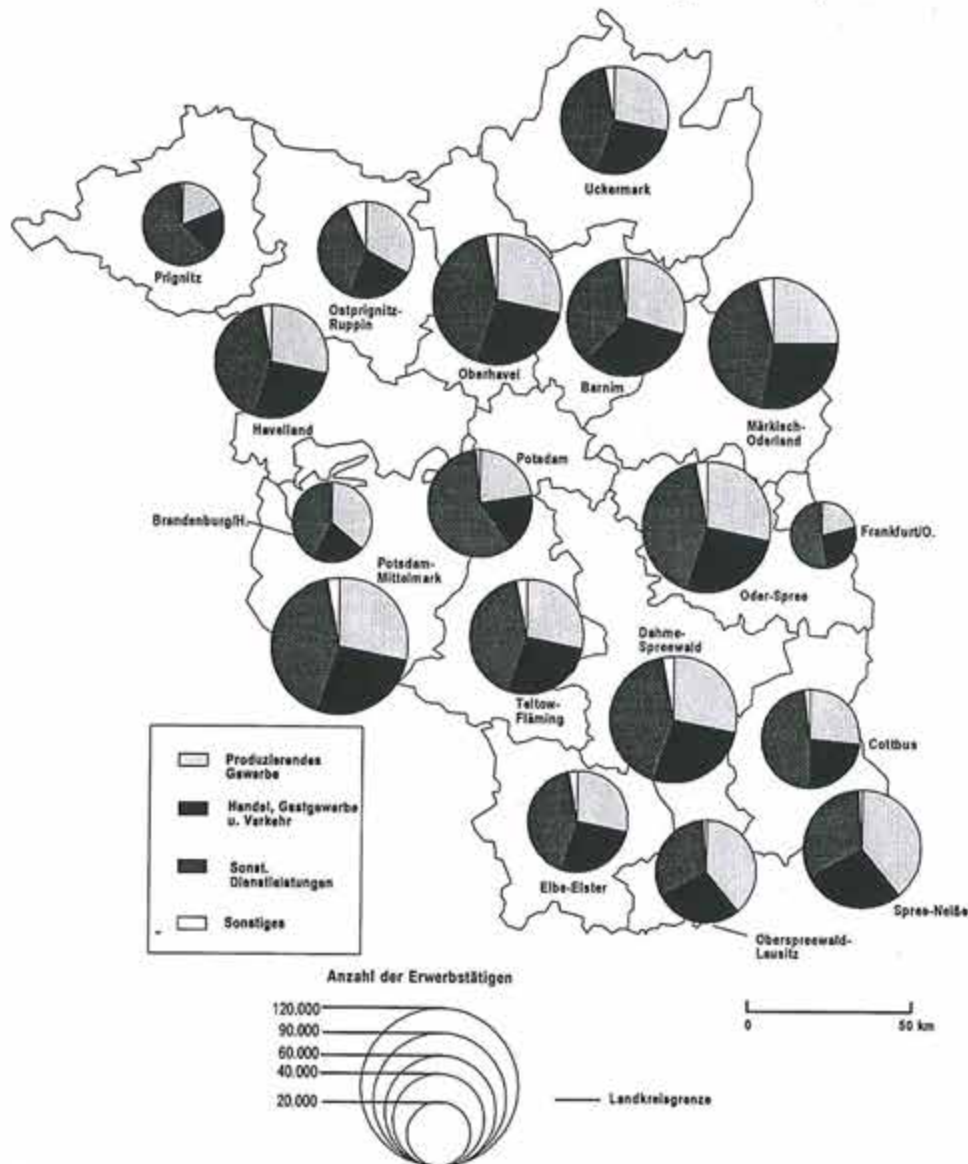 Uckermark
Prignitz
Ostprignitz-
Ruppin
Oberhavel
Barnim
Havelland
Märkisch-
Oderland
Potsdam
Brandenburg/H.
Frankfurt/O.
Potsdam-
Mittelmark
Oder-Spree
Dahme-
Spreewald
Teltow-
Fläming
Cottbus
Elbe-Elster
Spree-Neiße
Oberspreewald-
Lausitz
Produzierendes
Gewerbe
Handel, Gastgewerbe
u. Verkehr
Sonst.
Dienstleistungen
Sonstiges
Anzahl der Erwerbstätigen
120.000
90.000
60.000
40.000
20.000
0 50 km
Landkreisgrenze